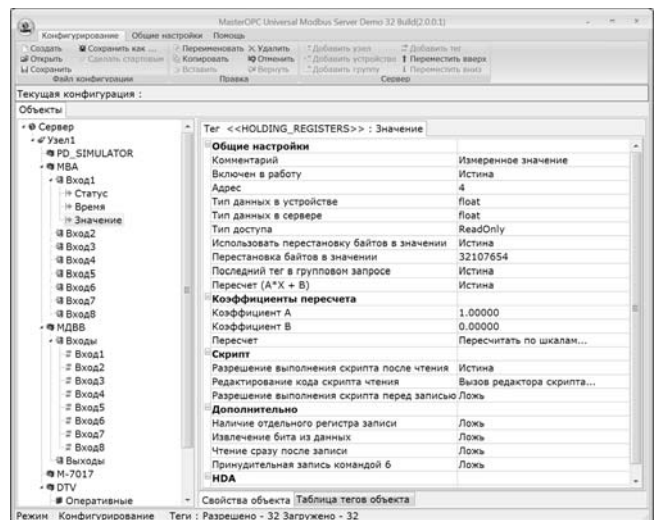 MasterOPC Universal Modbus Server Demo 32 Build(2.0.0.1)
Конфигурирование Общие настройки Помощь
Создать Сохранить как ... Переименовать Удалить Добавить узел Добавить тег
Открыть Сделать стартовым Копировать Отменить Добавить устройство Переместить вверх
Сохранить Вставить Вернуть Добавить группу Переместить вниз
Файл конфигурации Правка Сервер
Текущая конфигурация :
Объекты
Сервер
Узел1
PD_SIMULATOR
МВА
Вход1
Статус
Время
Значение
Вход2
Вход3
Вход4
Вход5
Вход6
Вход7
Вход8
МДВВ
Входы
Вход1
Вход2
Вход3
Вход4
Вход5
Вход6
Вход7
Вход8
Выходы
M-7017
DTV
Оперативные
Тег <<HOLDING_REGISTERS>> : Значение
Общие настройки
Комментарий Измеренное значение
Включен в работу Истина
Адрес 4
Тип данных в устройстве float
Тип данных в сервере float
Тип доступа ReadOnly
Использовать перестановку байтов в значении Истина
Перестановка байтов в значении 32107654
Последний тег в групповом запросе Истина
Пересчет (A*X + B) Истина
Коэффициенты пересчета
Коэффициент A 1.00000
Коэффициент B 0.00000
Пересчет Пересчитать по шкалам...
Скрипт
Разрешение выполнения скрипта после чтения Истина
Редактирование кода скрипта чтения Вызов редактора скрипта...
Разрешение выполнения скрипта перед записью Ложь
Дополнительно
Наличие отдельного регистра записи Ложь
Извлечение бита из данных Ложь
Чтение сразу после записи Ложь
Принудительная запись командой 6 Ложь
HDA
Свойства объекта Таблица тегов объекта
Режим Конфигурирование Теги : Разрешено - 32 Загружено - 32